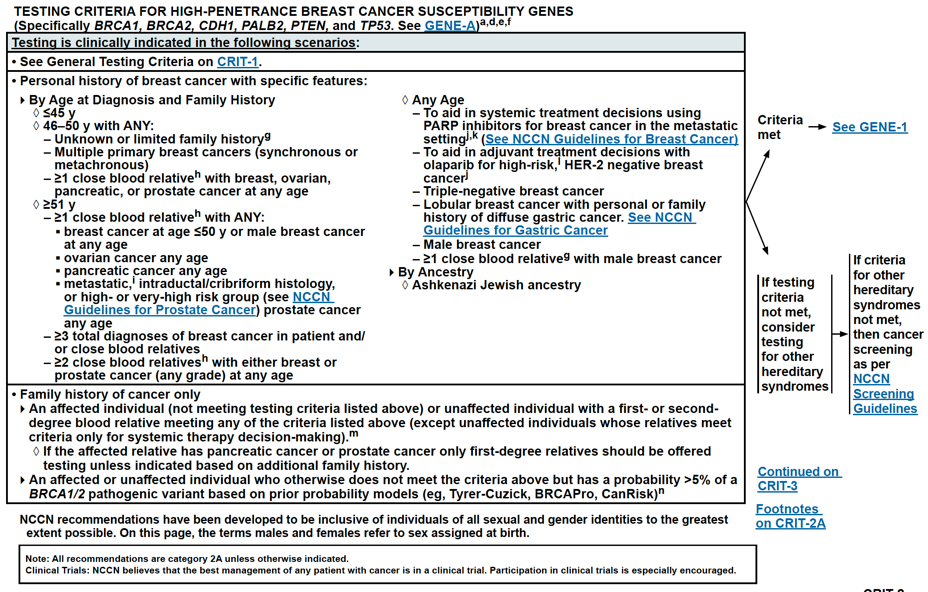 TESTING CRITERIA FOR HIGH-PENETRANCE BREAST CANCER SUSCEPTIBILITY GENES
(Specifically BRCA1, BRCA2, CDH1, PALB2, PTEN, and TP53. See GENE-A)a,d,e,f
Testing is clinically indicated in the following scenarios:
• See General Testing Criteria on CRIT-1.
• Personal history of breast cancer with specific features:
▸ By Age at Diagnosis and Family History
◊ ≤45 y
◊ 46–50 y with ANY:
– Unknown or limited family historyg
– Multiple primary breast cancers (synchronous or
metachronous)
– ≥1 close blood relativeh with breast, ovarian,
pancreatic, or prostate cancer at any age
◊ ≥51 y
– ≥1 close blood relativeh with ANY:
▪ breast cancer at age ≤50 y or male breast cancer
at any age
▪ ovarian cancer any age
▪ pancreatic cancer any age
▪ metastatic,i intraductal/cribriform histology,
or high- or very-high risk group (see NCCN
Guidelines for Prostate Cancer) prostate cancer
any age
– ≥3 total diagnoses of breast cancer in patient and/
or close blood relatives
– ≥2 close blood relativesh with either breast or
prostate cancer (any grade) at any age
◊ Any Age
– To aid in systemic treatment decisions using
PARP inhibitors for breast cancer in the metastatic
settingj,k (See NCCN Guidelines for Breast Cancer)
– To aid in adjuvant treatment decisions with
olaparib for high-risk,l HER-2 negative breast
cancerj
– Triple-negative breast cancer
– Lobular breast cancer with personal or family
history of diffuse gastric cancer. See NCCN
Guidelines for Gastric Cancer
– Male breast cancer
– ≥1 close blood relativeg with male breast cancer
▸ By Ancestry
◊ Ashkenazi Jewish ancestry
• Family history of cancer only
▸ An affected individual (not meeting testing criteria listed above) or unaffected individual with a first- or second-
degree blood relative meeting any of the criteria listed above (except unaffected individuals whose relatives meet
criteria only for systemic therapy decision-making).m
◊ If the affected relative has pancreatic cancer or prostate cancer only first-degree relatives should be offered
testing unless indicated based on additional family history.
▸ An affected or unaffected individual who otherwise does not meet the criteria above but has a probability >5% of a
BRCA1/2 pathogenic variant based on prior probability models (eg, Tyrer-Cuzick, BRCAPro, CanRisk)n
Criteria
met
See GENE-1
If testing
criteria
not met,
consider
testing
for other
hereditary
syndromes
If criteria
for other
hereditary
syndromes
not met,
then cancer
screening
as per
NCCN
Screening
Guidelines
Continued on
CRIT-3
Footnotes
on CRIT-2A
NCCN recommendations have been developed to be inclusive of individuals of all sexual and gender identities to the greatest
extent possible. On this page, the terms males and females refer to sex assigned at birth.
Note: All recommendations are category 2A unless otherwise indicated.
Clinical Trials: NCCN believes that the best management of any patient with cancer is in a clinical trial. Participation in clinical trials is especially encouraged.